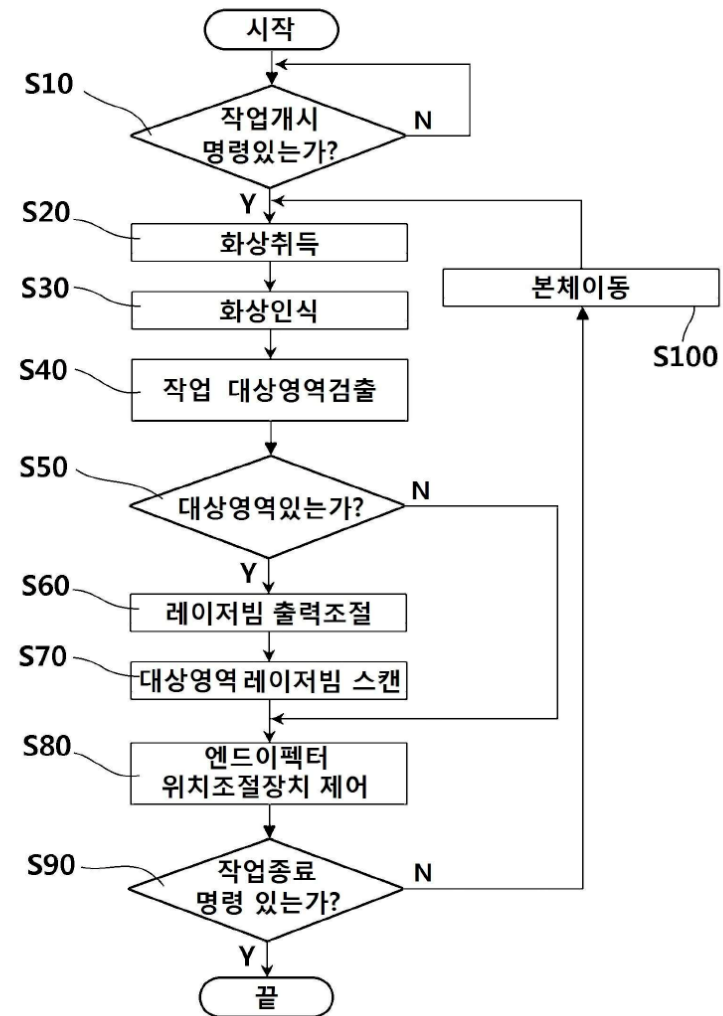 시작
S10
작업개시
명령있는가?
N
Y
S20
화상취득
S30
화상인식
본체이동
S100
S40
작업 대상영역검출
S50
대상영역있는가?
N
Y
S60
레이저빔 출력조절
S70
대상영역 레이저빔 스캔
S80
엔드이펙터
위치조절장치 제어
S90
작업종료
명령 있는가?
N
Y
끝